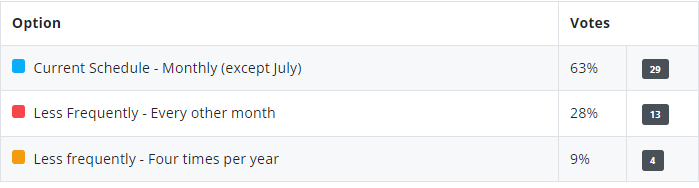 Option Votes
Current Schedule - Monthly (except July) 63% 29
Less Frequently - Every other month 28% 13
Less frequently - Four times per year 9% 4